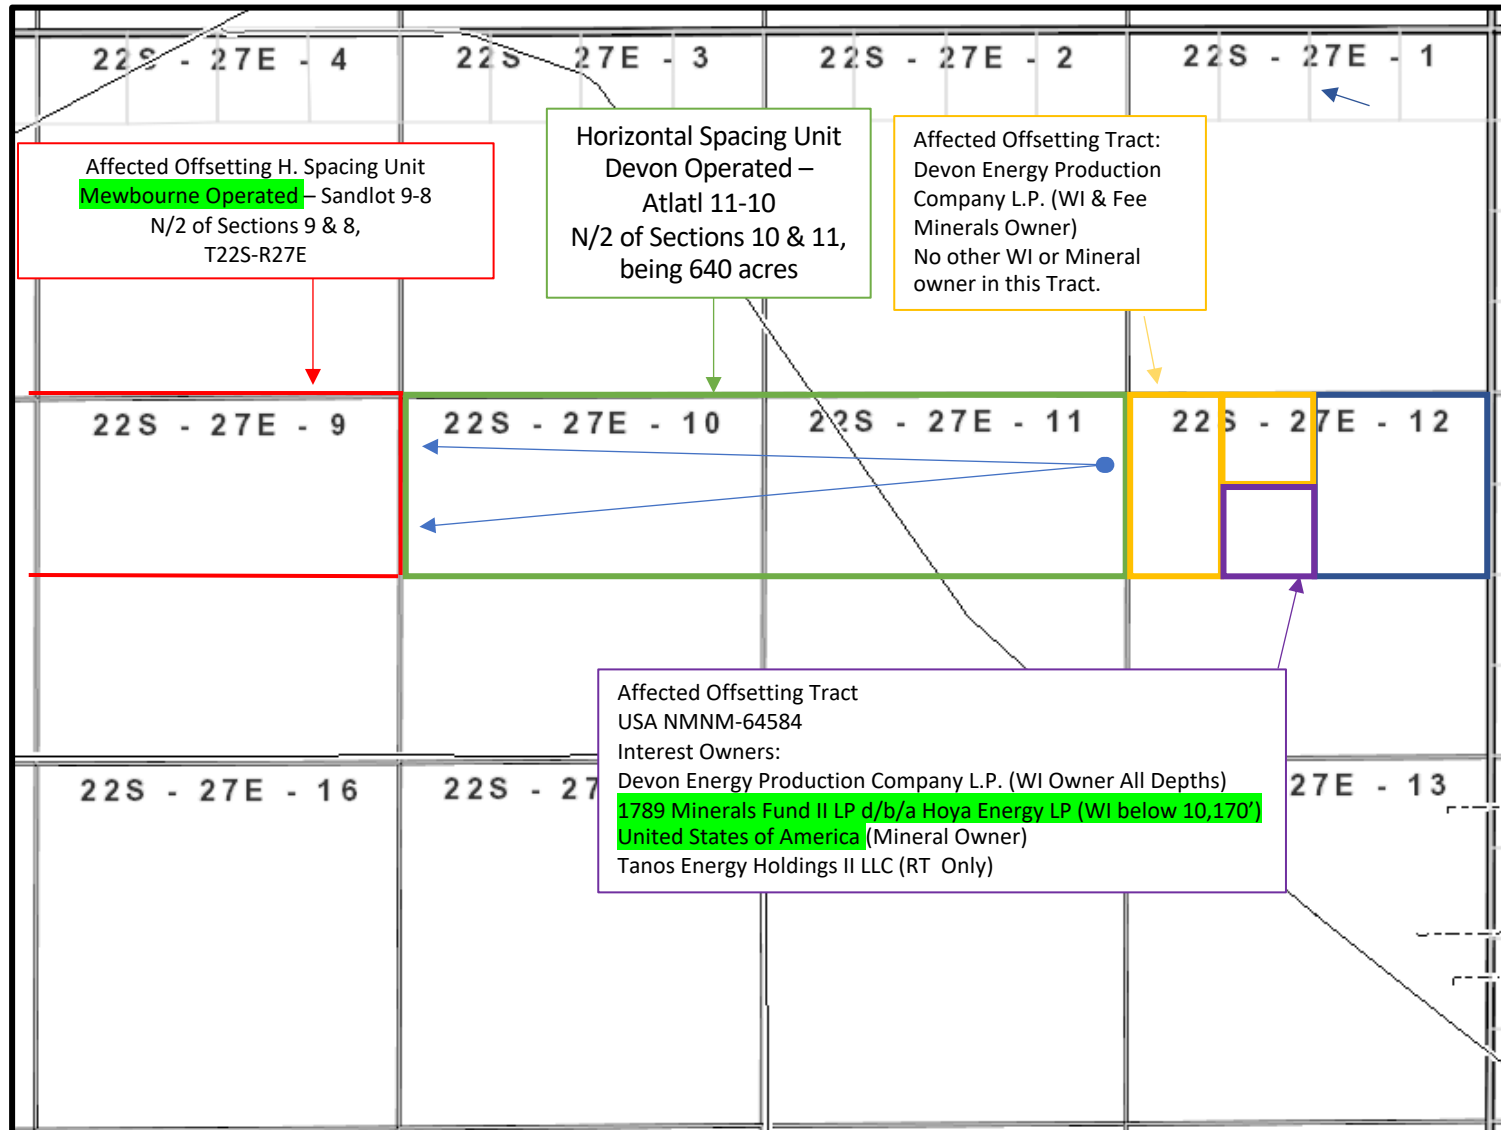 22S - 27E - 4
22S 27E - 3
22S - 27E - 2
22S - 27E - 1
Affected Offsetting H. Spacing Unit
Mewbourne Operated – Sandlot 9-8
N/2 of Sections 9 & 8,
T22S-R27E
Horizontal Spacing Unit
Devon Operated –
Atlatl 11-10
N/2 of Sections 10 & 11,
being 640 acres
Affected Offsetting Tract:
Devon Energy Production
Company L.P. (WI & Fee
Minerals Owner)
No other WI or Mineral
owner in this Tract.
22S - 27E - 9
22S - 27E - 10
22S - 27E - 11
22S - 27E - 12
Affected Offsetting Tract
USA NMNM-64584
Interest Owners:
Devon Energy Production Company L.P. (WI Owner All Depths)
1789 Minerals Fund II LP d/b/a Hoya Energy LP (WI below 10,170’)
United States of America (Mineral Owner)
Tanos Energy Holdings II LLC (RT Only)
22S - 27E - 16
22S - 27
27E - 13